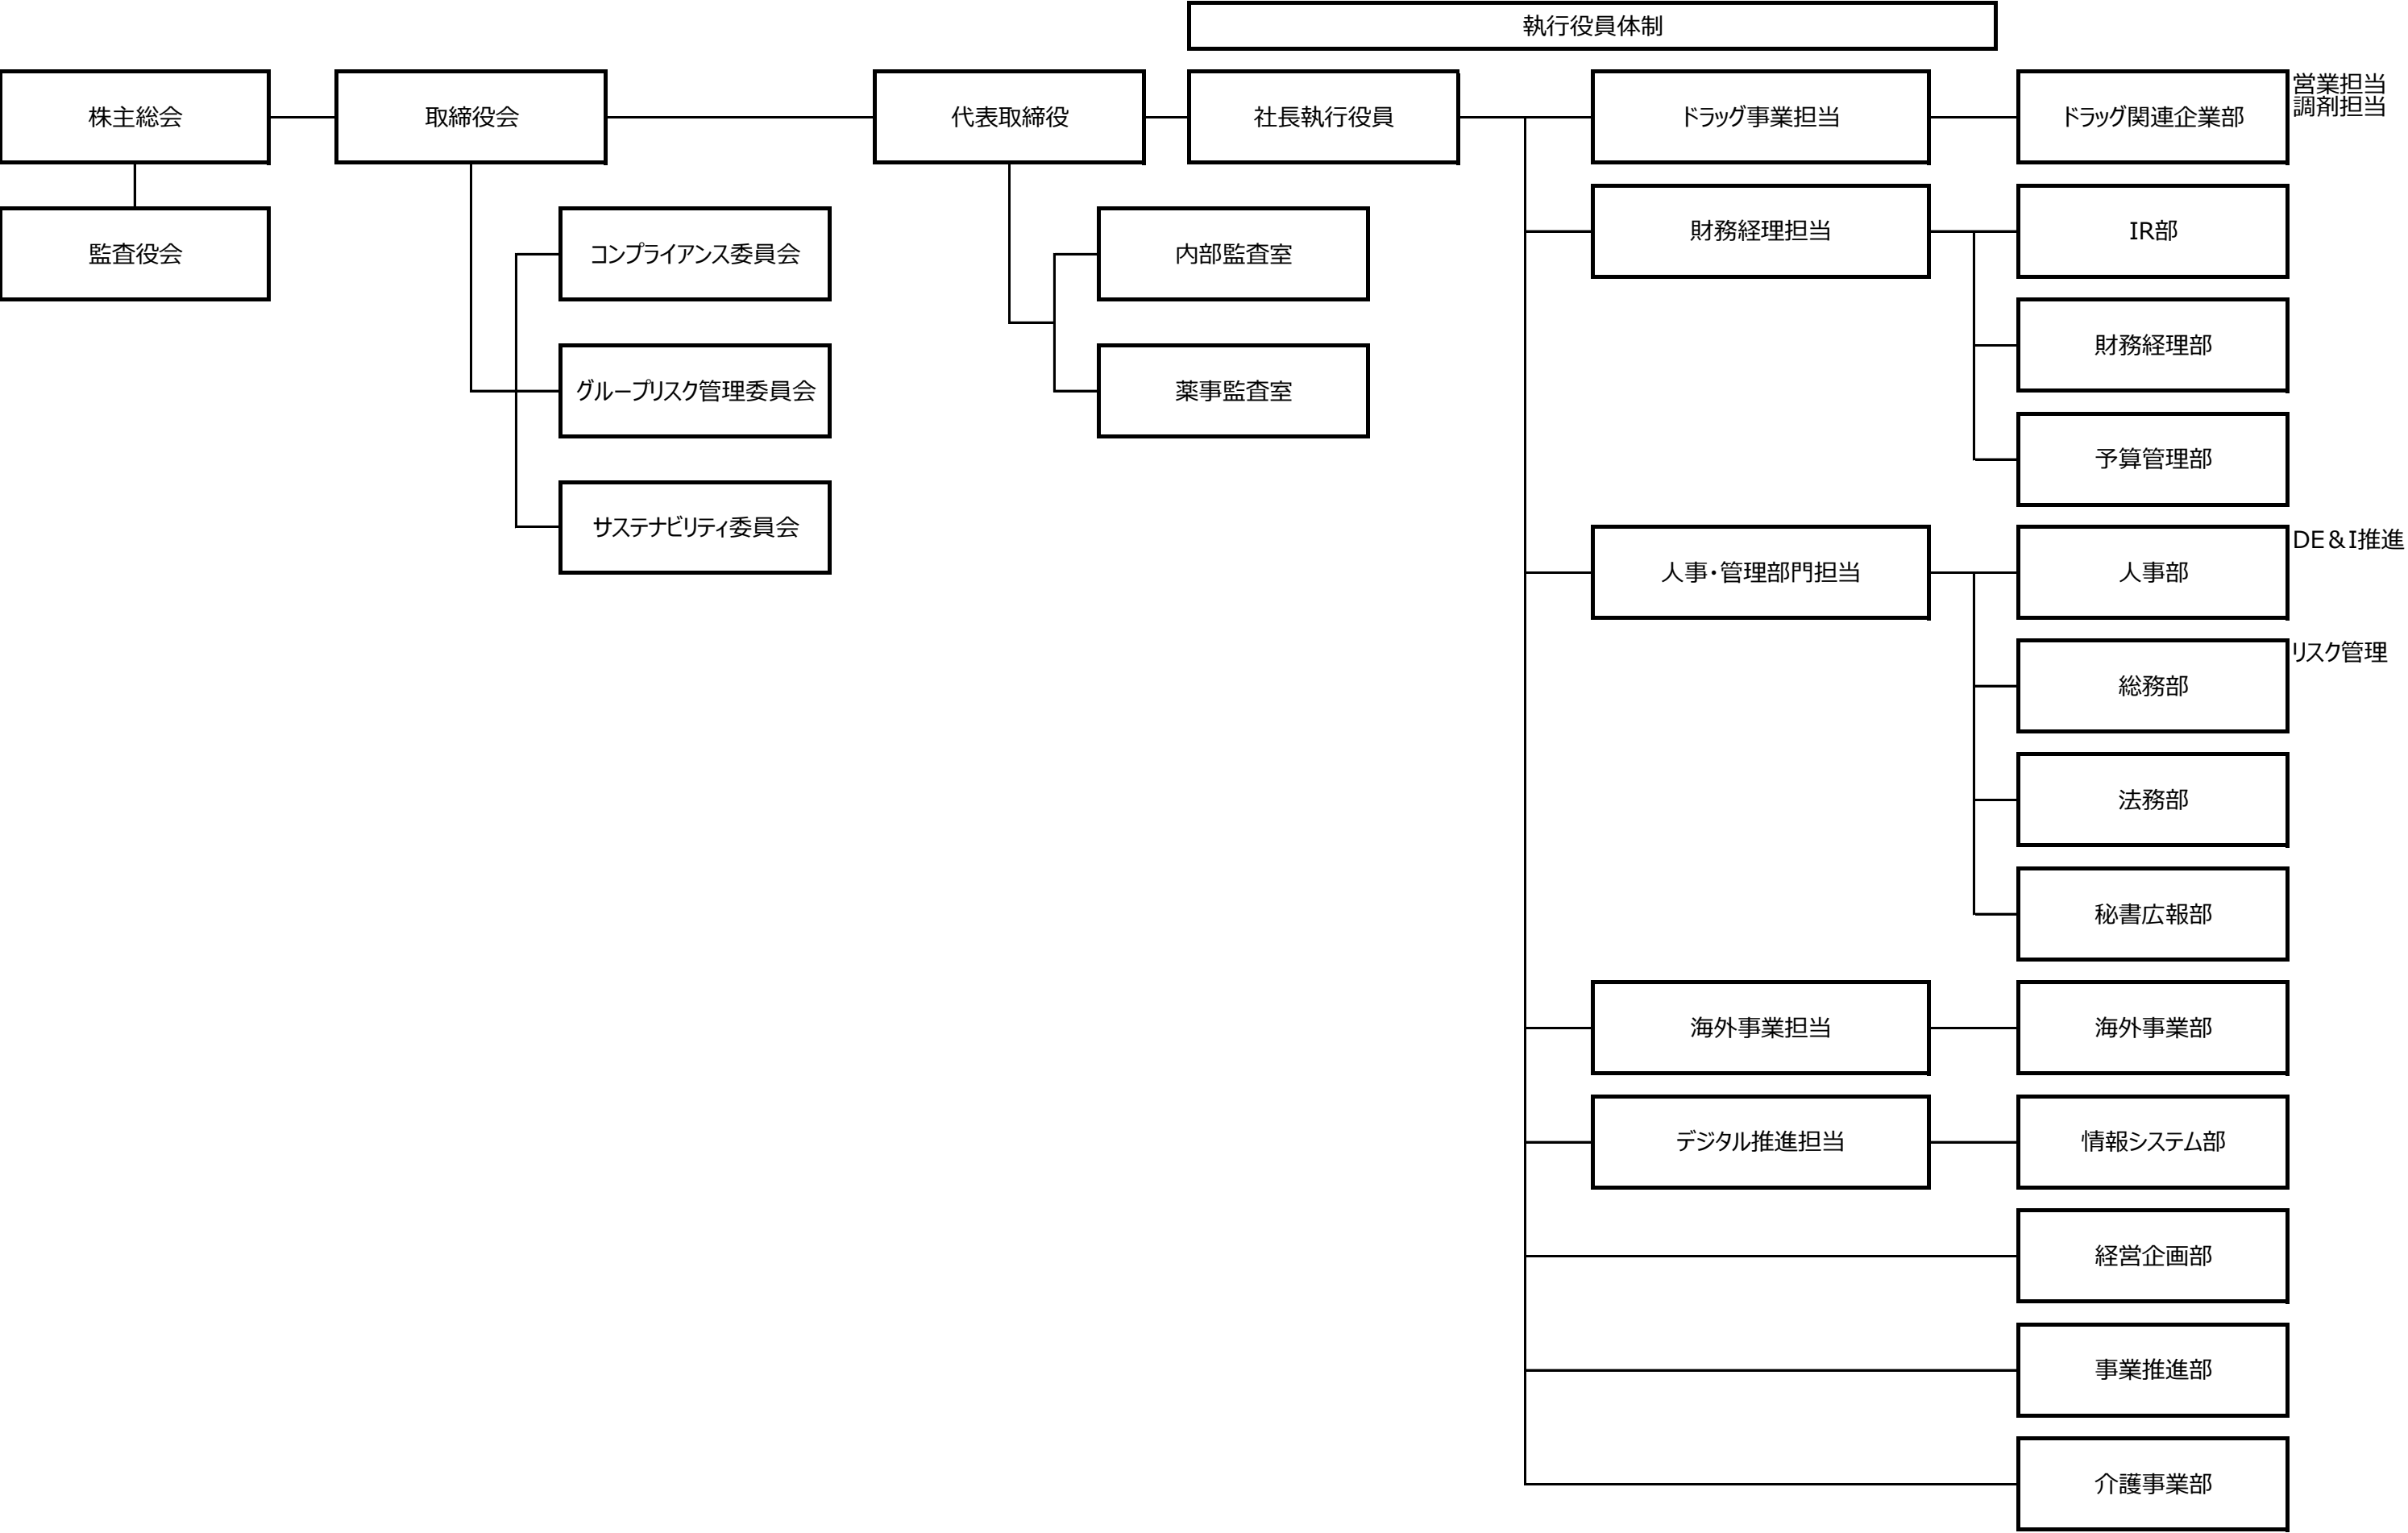 執行役員体制
株主総会
取締役会
代表取締役
社長執行役員
ドラッグ事業担当
ドラッグ関連企業部
営業担当
調剤担当
監査役会
コンプライアンス委員会
内部監査室
財務経理担当
IR部
財務経理部
グループリスク管理委員会
薬事監査室
予算管理部
サステナビリティ委員会
人事・管理部門担当
人事部
DE＆I推進
総務部
リスク管理
法務部
秘書広報部
海外事業担当
海外事業部
デジタル推進担当
情報システム部
経営企画部
事業推進部
介護事業部